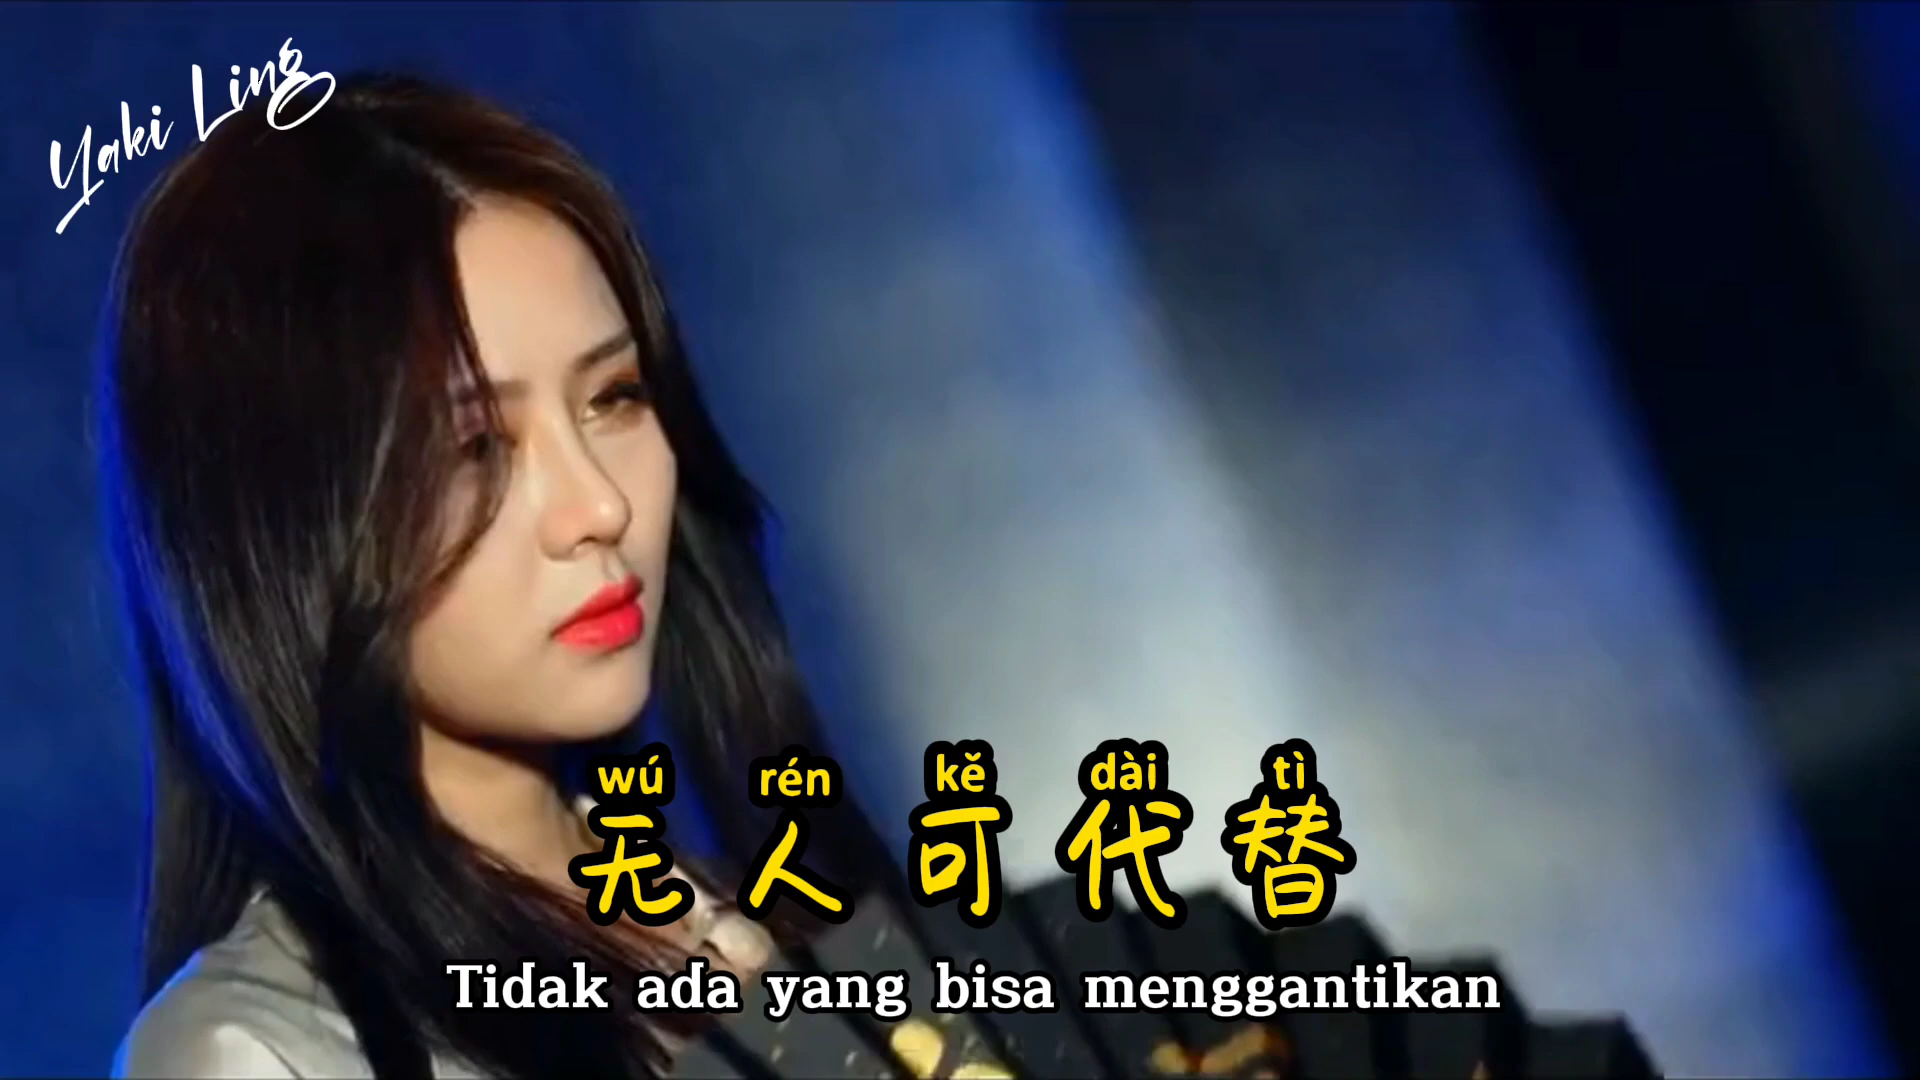 Yaki Ling
wú rén kě dài tì
无人可代替
Tidak ada yang bisa menggantikan